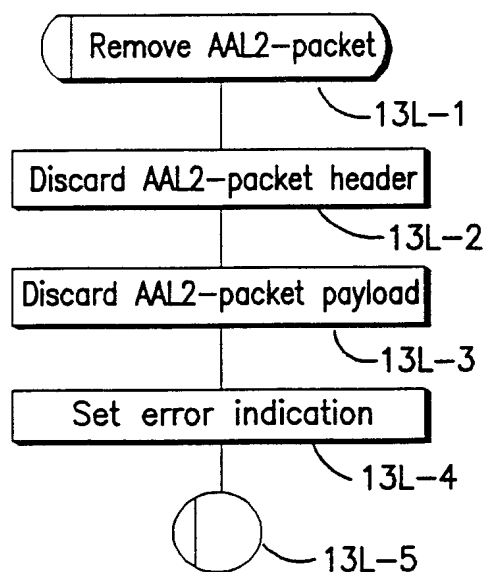 Remove AAL2-packet
13L-1
Discard AAL2-packet header
13L-2
Discard AAL2-packet payload
13L-3
Set error indication
13L-4
13L-5